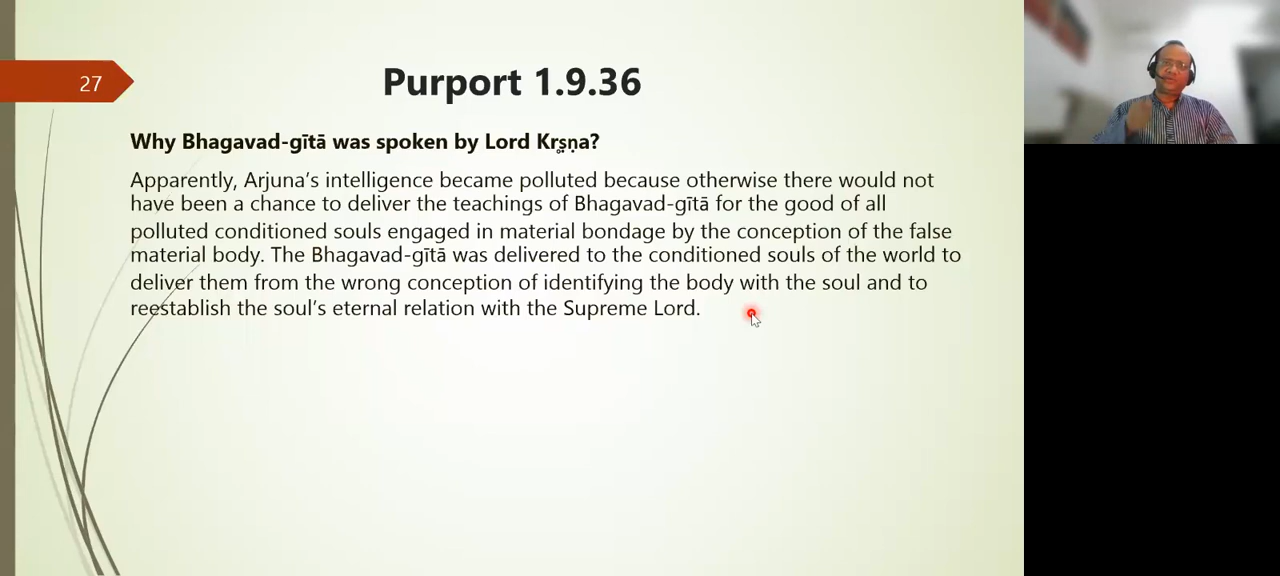 27
Purport 1.9.36
Why Bhagavad-gītā was spoken by Lord Kṛṣṇa?
Apparently, Arjuna's intelligence became polluted because otherwise there would not
have been a chance to deliver the teachings of Bhagavad-gītā for the good of all
polluted conditioned souls engaged in material bondage by the conception of the false
material body. The Bhagavad-gītā was delivered to the conditioned souls of the world to
deliver them from the wrong conception of identifying the body with the soul and to
reestablish the soul's eternal relation with the Supreme Lord.